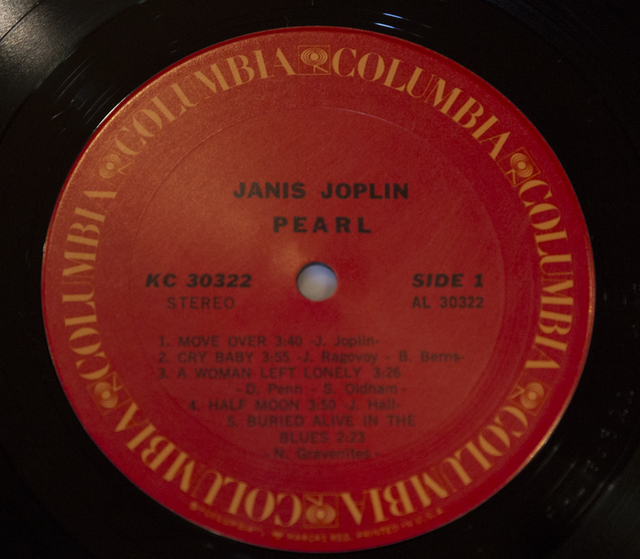 COLUMBIA COLUMBIA COLUMBIA COLUMBIA COLUMBIA COLUMBIA COLUMBIA
JANIS JOPLIN
PEARL
KC 30322 SIDE 1
STEREO AL 30322
1. MOVE OVER 3:40 -J. Joplin-
2. CRY BABY 3:55 -J. Ragovoy - B. Berns-
3. A WOMAN LEFT LONELY 3:26
-D. Penn - S. Oldham-
4. HALF MOON 3:50 -J. Hall-
5. BURIED ALIVE IN THE
BLUES 2:23
-N. Gravenites-